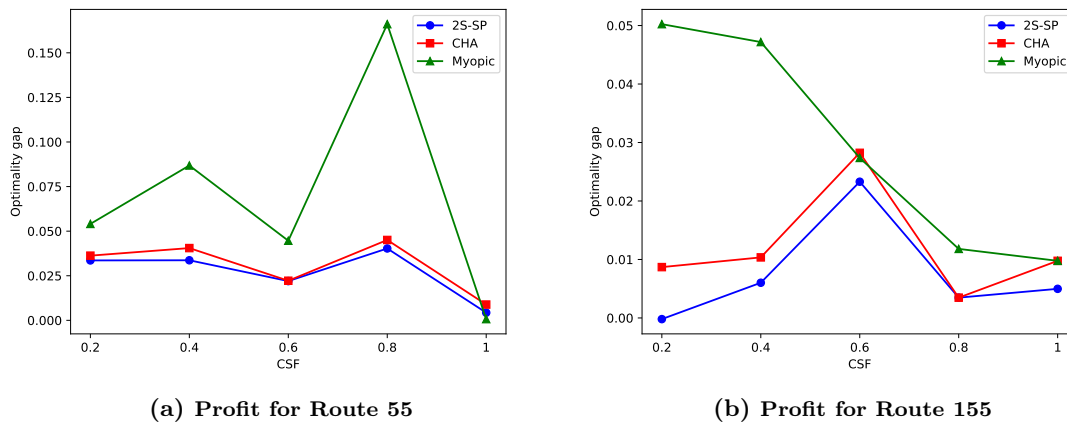 2S-SP
CHA
Myopic
0.150
0.125
0.100
0.075
0.050
0.025
0.000
Optimality gap
0.2 0.4 0.6 0.8 1
CSF
(a) Profit for Route 55
2S-SP
CHA
Myopic
0.05
0.04
0.03
0.02
0.01
0.00
Optimality gap
0.2 0.4 0.6 0.8 1
CSF
(b) Profit for Route 155